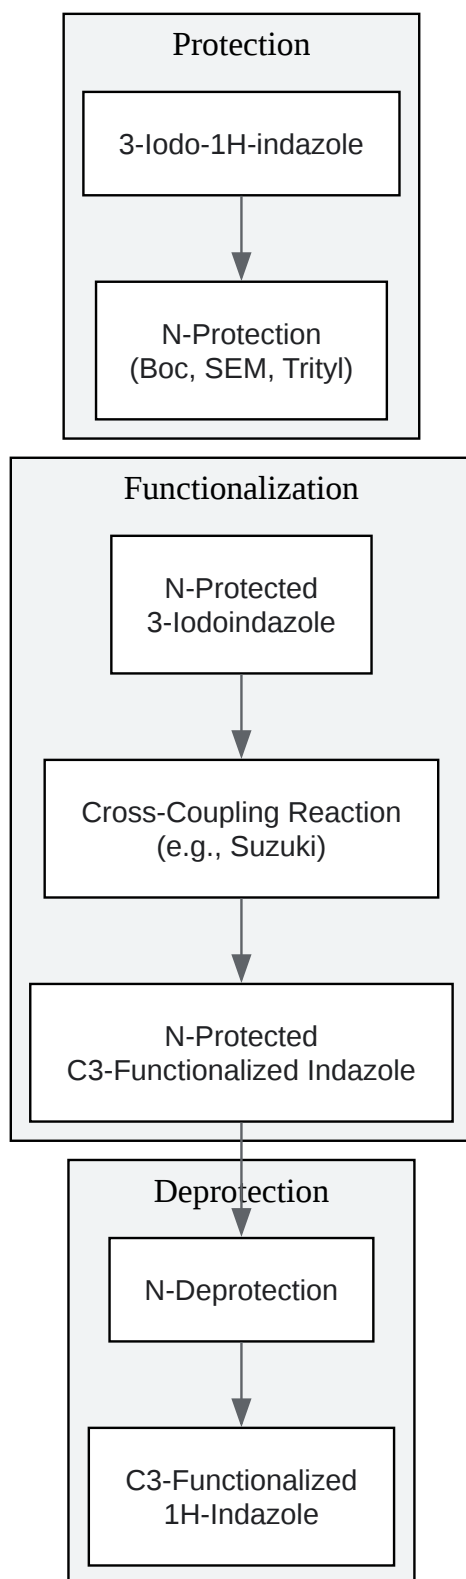 Protection
3-Iodo-1H-indazole
N-Protection
(Boc, SEM, Trityl)
Functionalization
N-Protected
3-Iodoindazole
Cross-Coupling Reaction
(e.g., Suzuki)
N-Protected
C3-Functionalized Indazole
Deprotection
N-Deprotection
C3-Functionalized
1H-Indazole